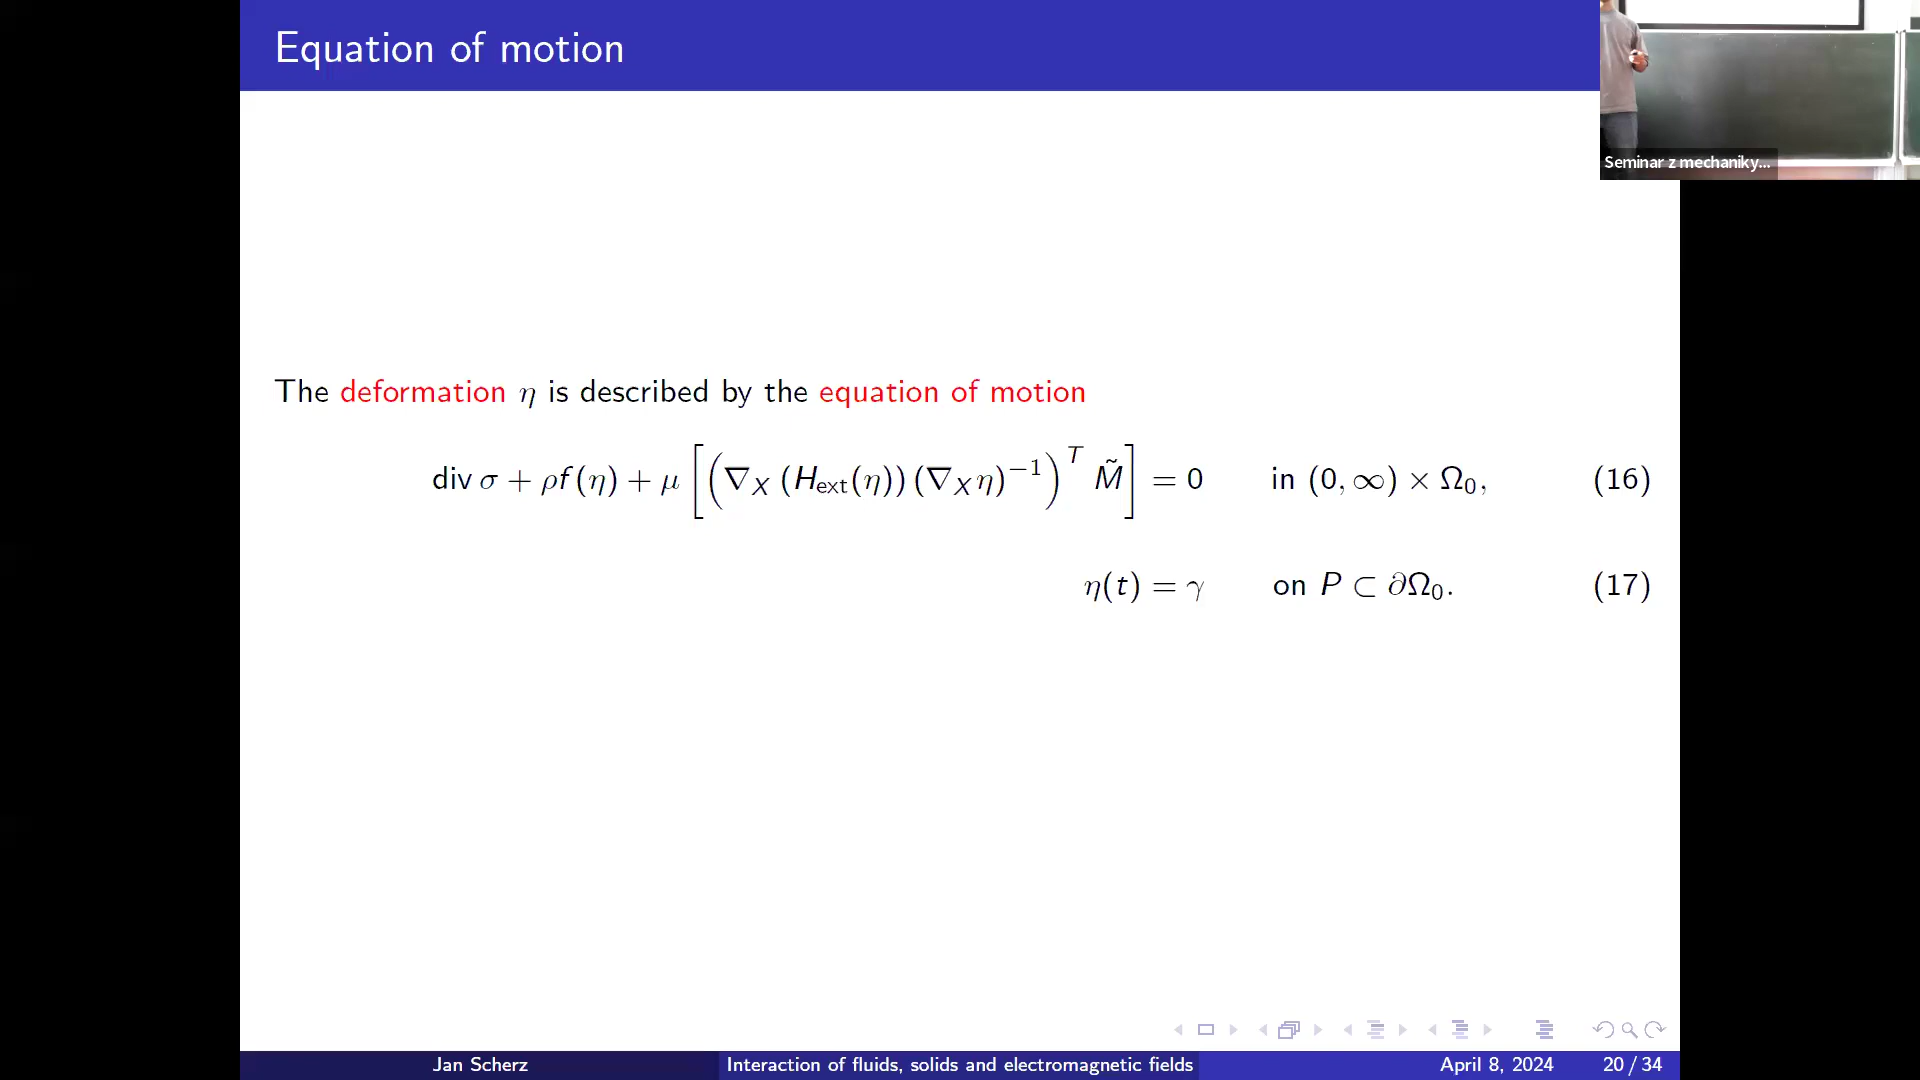 Equation of motion
Seminar z mechaniky...
The deformation η is described by the equation of motion
div σ + ρf(η) + μ [(∇_X (H_ext(η)) (∇_X η)^{-1})^T M̃] = 0 in (0, ∞) × Ω_0, (16)
η(t) = γ on P ⊂ ∂Ω_0. (17)
Jan Scherz Interaction of fluids, solids and electromagnetic fields April 8, 2024 20 / 34